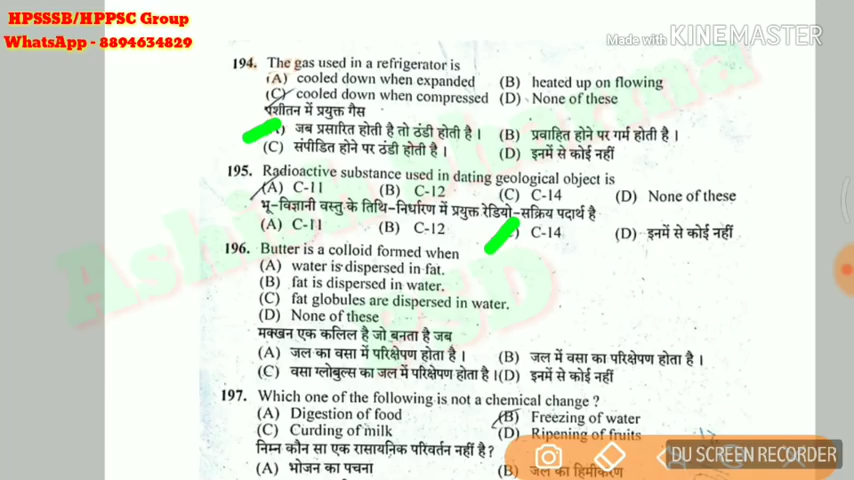 HPSSSB/HPPSC Group
WhatsApp - 8894634829
Made with KINEMASTER
194. The gas used in a refrigerator is
(A) cooled down when expanded (B) heated up on flowing
(C) cooled down when compressed (D) None of these
प्रशीतन में प्रयुक्त गैस
) जब प्रसारित होती है तो ठंडी होती है। (B) प्रवाहित होने पर गर्म होती है।
(C) संपीडित होने पर ठंडी होती है। (D) इनमें से कोई नहीं
195. Radioactive substance used in dating geological object is
(A) C-11 (B) C-12 (C) C-14 (D) None of these
भू-विज्ञानी वस्तु के तिथि-निर्धारण में प्रयुक्त रेडियो-सक्रिय पदार्थ है
(A) C-11 (B) C-12 C-14 (D) इनमें से कोई नहीं
196. Butter is a colloid formed when
(A) water is dispersed in fat.
(B) fat is dispersed in water.
(C) fat globules are dispersed in water.
(D) None of these
मक्खन एक कलिल है जो बनता है जब
(A) जल का वसा में परिक्षेपण होता है। (B) जल में वसा का परिक्षेपण होता है।
(C) वसा ग्लोबुल्स का जल में परिक्षेपण होता है। (D) इनमें से कोई नहीं
197. Which one of the following is not a chemical change ?
(A) Digestion of food (B) Freezing of water
(C) Curding of milk (D) Ripening of fruits
निम्न कौन सा एक रासायनिक परिवर्तन नहीं है?
(A) भोजन का पचना (B) जल का हिमीकरण
DU SCREEN RECORDER